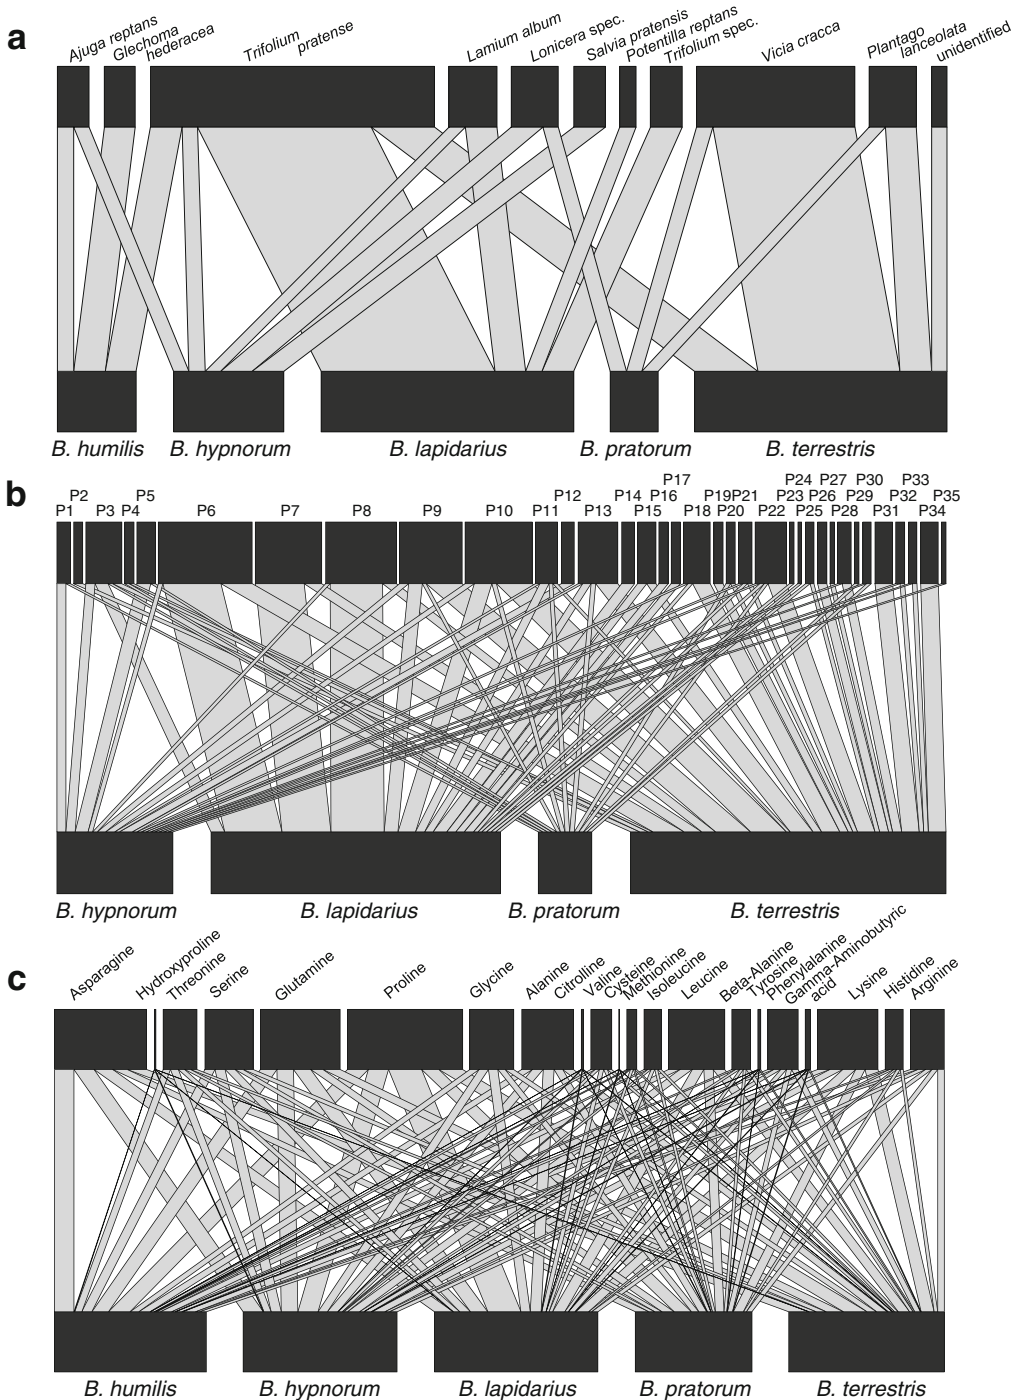 a
Ajuga reptans
Glechoma
hederacea
Trifolium
pratense
Lamium album
Lonicera spec.
Salvia pratensis
Potentilla reptans
Trifolium spec.
Vicia cracca
Plantago
lanceolata
unidentified
B. humilis
B. hypnorum
B. lapidarius
B. pratorum
B. terrestris
b
P17 P24 P27 P30 P33
P2 P5 P12 P14 P16 P19 P21 P23 P26 P29 P32 P35
P1 P3 P4 P6 P7 P8 P9 P10 P11 P13 P15 P18 P20 P22 P25 P28 P31 P34
B. hypnorum
B. lapidarius
B. pratorum
B. terrestris
c
Asparagine
Hydroxyproline
Threonine
Serine
Glutamine
Proline
Glycine
Alanine
Citrolline
Valine
Cysteine
Methionine
Isoleucine
Leucine
Beta-Alanine
Tyrosine
Phenylalanine
Gamma-Aminobutyric
acid
Lysine
Histidine
Arginine
B. humilis
B. hypnorum
B. lapidarius
B. pratorum
B. terrestris